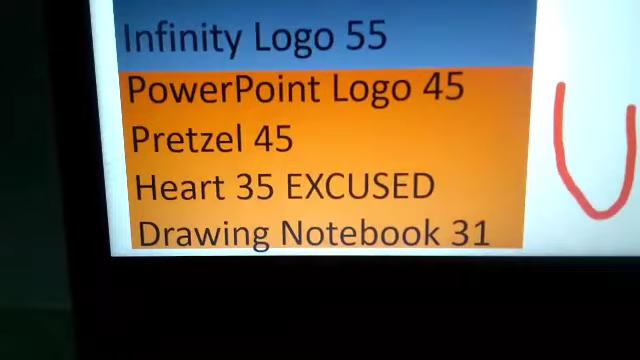 Infinity Logo 55
PowerPoint Logo 45
Pretzel 45
Heart 35 EXCUSED
Drawing Notebook 31
U